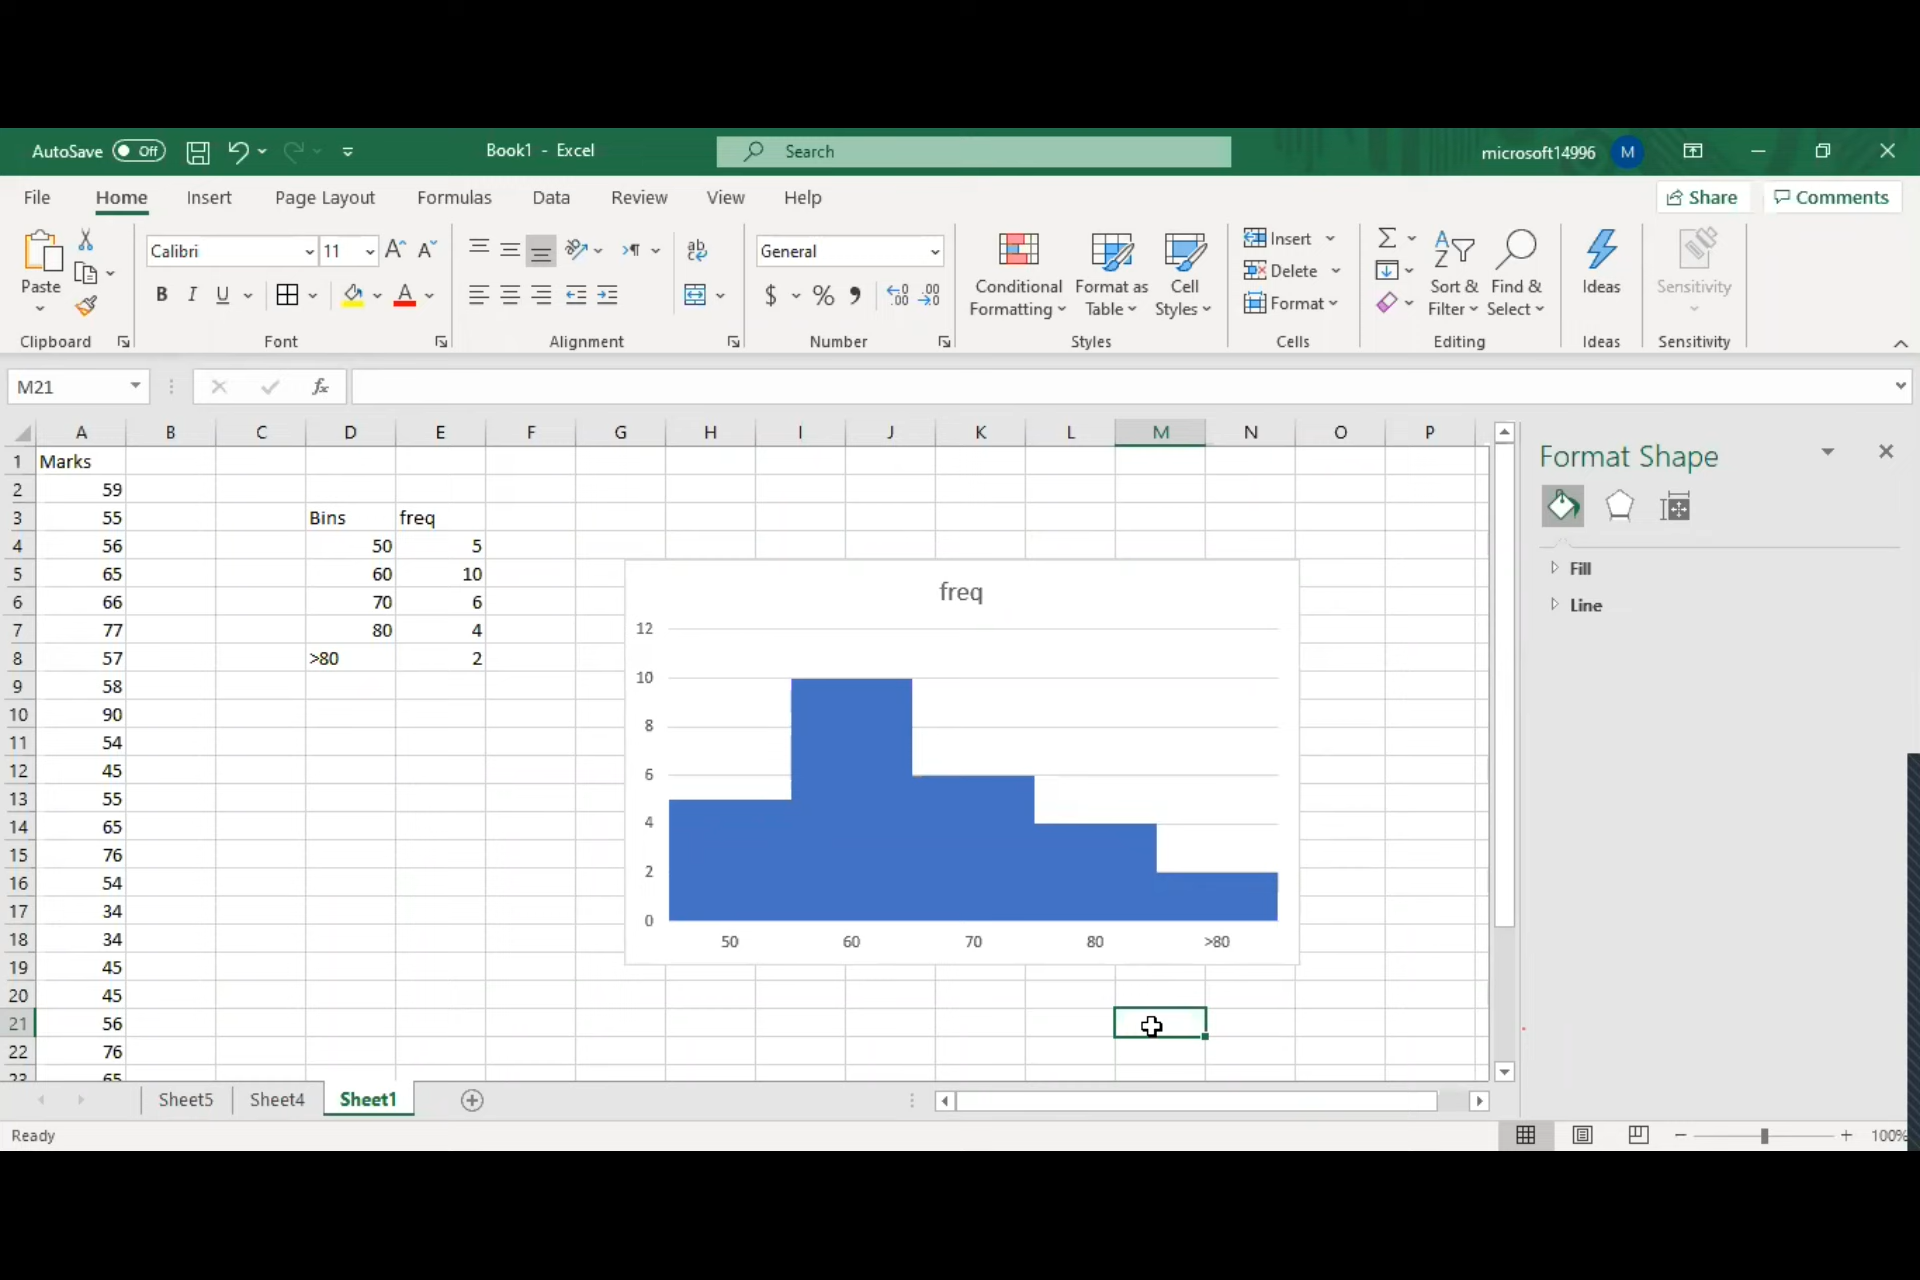 AutoSave Off Book1 - Excel Search microsoft14996 M
File Home Insert Page Layout Formulas Data Review View Help Share Comments
Paste Calibri 11 General Conditional Formatting Format as Table Cell Styles Insert Delete Format Sort & Filter Find & Select Ideas Sensitivity
Clipboard Font Alignment Number Styles Cells Editing Ideas Sensitivity
M21 fx
A B C D E F G H I J K L M N O P
1 Marks
2 59
3 55 Bins freq
4 56 50 5
5 65 60 10
6 66 70 6
7 77 80 4
8 57 >80 2
9 58
10 90
11 54
12 45
13 55
14 65
15 76
16 54
17 34
18 34
19 45
20 45
21 56
22 76
23 65
freq
12
10
8
6
4
2
0
50 60 70 80 >80
Format Shape
Fill
Line
Sheet5 Sheet4 Sheet1
Ready 100%